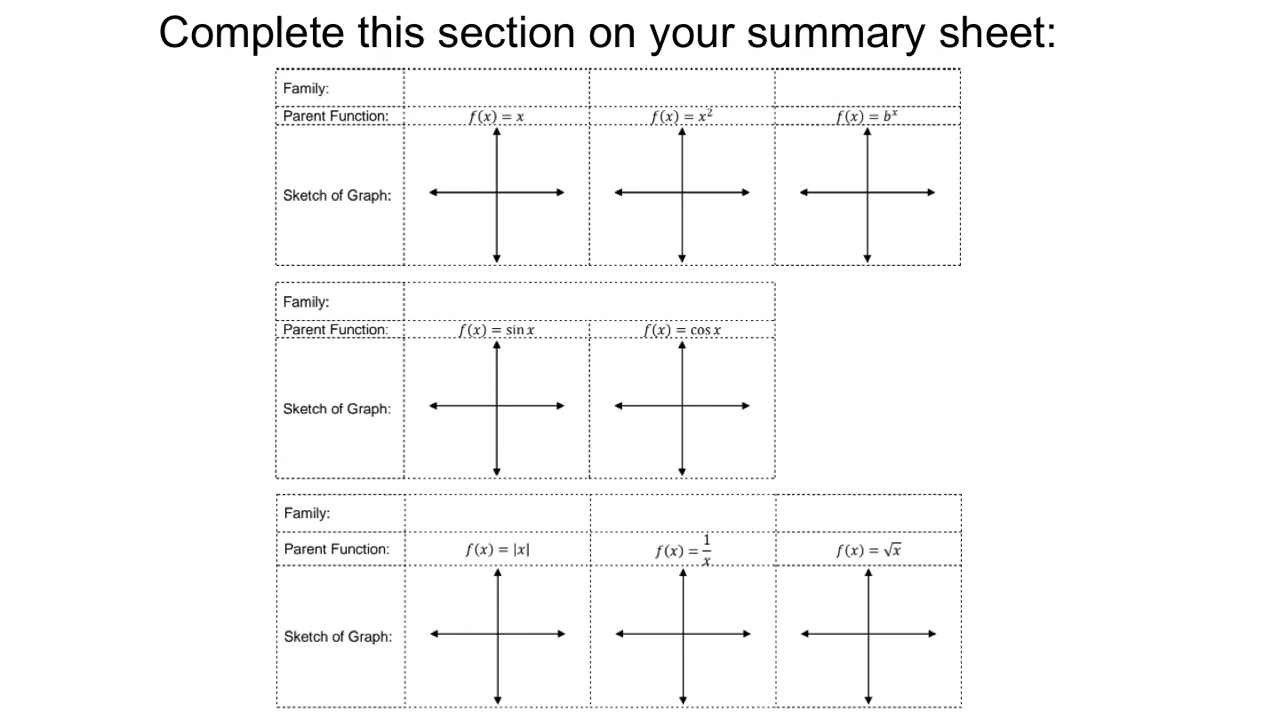 Complete this section on your summary sheet:
Family:
Parent Function: f(x) = x f(x) = x² f(x) = bˣ
Sketch of Graph:
Family:
Parent Function: f(x) = sin x f(x) = cos x
Sketch of Graph:
Family:
Parent Function: f(x) = |x| f(x) = 1/x f(x) = √x
Sketch of Graph: